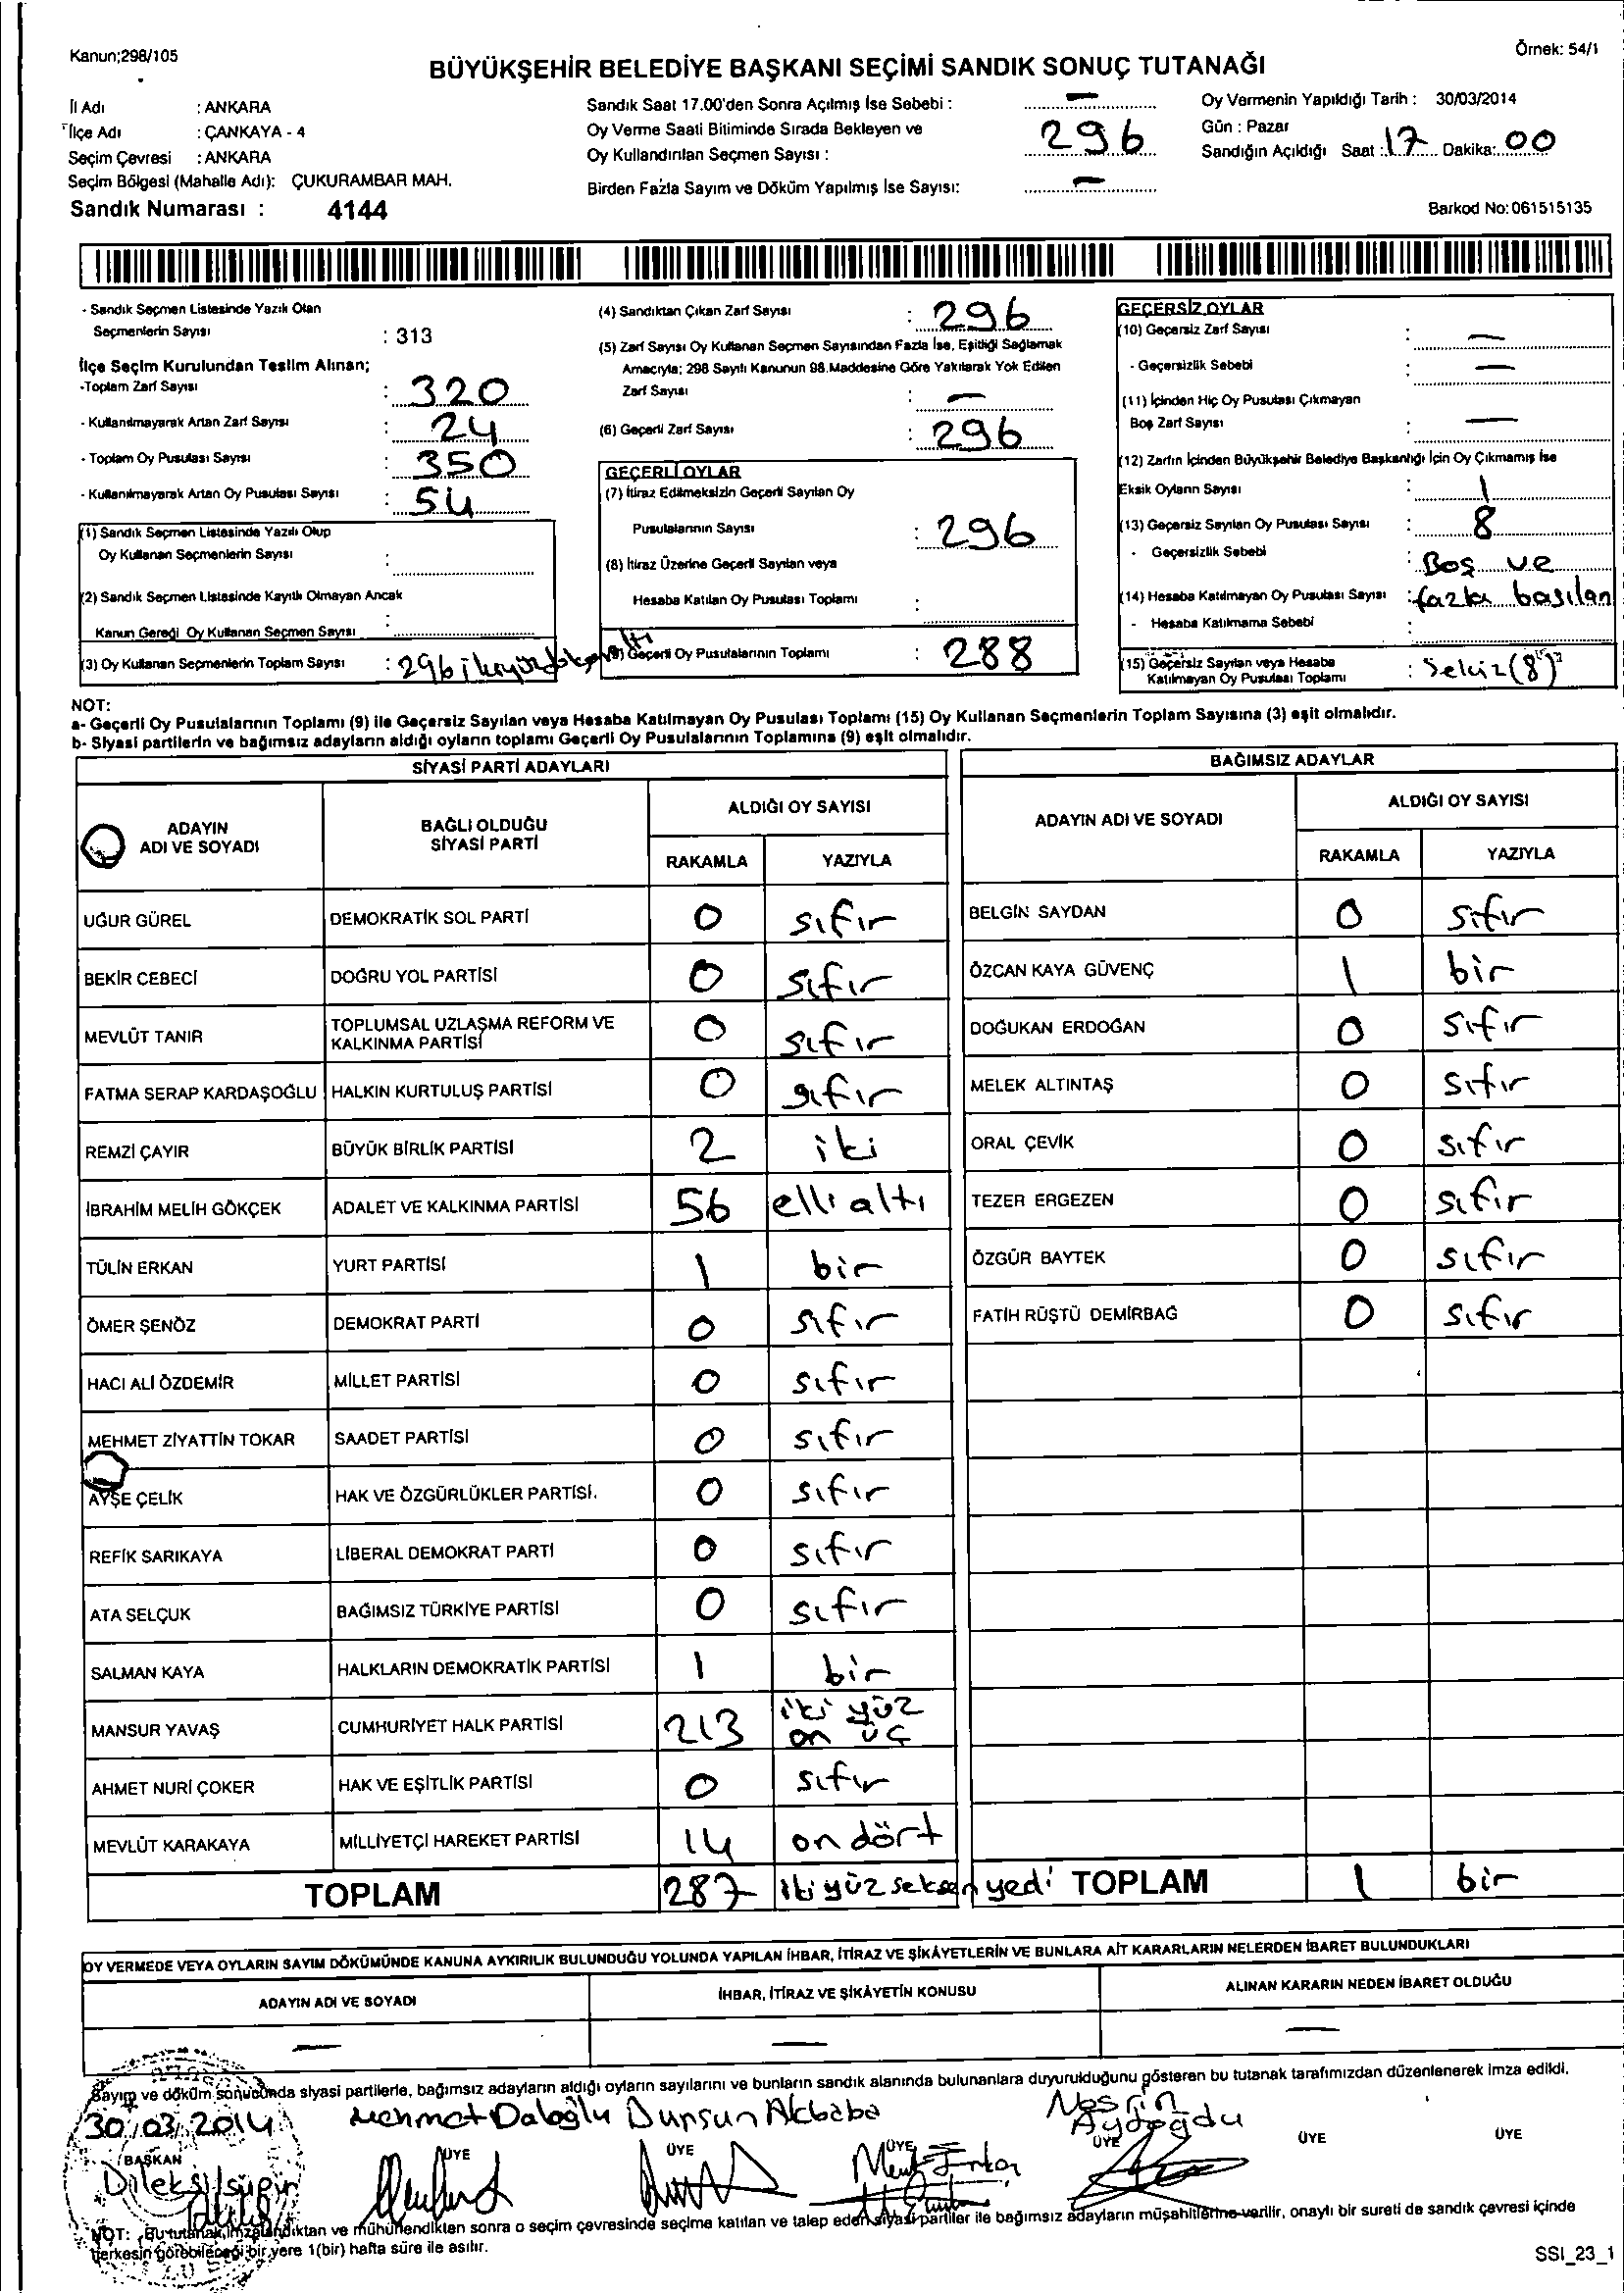 Kanun;298/105
Örnek: 54/1
BÜYÜKŞEHİR BELEDİYE BAŞKANI SEÇİMİ SANDIK SONUÇ TUTANAĞI
İl Adı : ANKARA
İlçe Adı : ÇANKAYA - 4
Seçim Çevresi : ANKARA
Seçim Bölgesi (Mahalle Adı): ÇUKURAMBAR MAH.
Sandık Numarası : 4144
Sandık Saat 17.00'den Sonra Açılmış İse Sebebi : —
Oy Verme Saati Bitiminde Sırada Bekleyen ve
Oy Kullandırılan Seçmen Sayısı : 296
Birden Fazla Sayım ve Döküm Yapılmış İse Sayısı: —
Oy Vermenin Yapıldığı Tarih : 30/03/2014
Gün : Pazar
Sandığın Açıldığı Saat : 17 Dakika: 00
Barkod No:061515135
- Sandık Seçmen Listesinde Yazılı Olan
Seçmenlerin Sayısı : 313
İlçe Seçim Kurulundan Teslim Alınan;
-Toplam Zarf Sayısı : 320
- Kullanılmayarak Artan Zarf Sayısı : 24
- Toplam Oy Pusulası Sayısı : 350
- Kullanılmayarak Artan Oy Pusulası Sayısı : 54
(1) Sandık Seçmen Listesinde Yazılı Olup
Oy Kullanan Seçmenlerin Sayısı :
(2) Sandık Seçmen Listesinde Kayıtlı Olmayan Ancak
Kanun Gereği Oy Kullanan Seçmen Sayısı :
(3) Oy Kullanan Seçmenlerin Toplam Sayısı : 296 ikiyüzdoksanaltı
(4) Sandıktan Çıkan Zarf Sayısı : 296
(5) Zarf Sayısı Oy Kullanan Seçmen Sayısından Fazla İse, Eşitliği Sağlamak
Amacıyla; 298 Sayılı Kanunun 98.Maddesine Göre Yakılarak Yok Edilen
Zarf Sayısı : —
(6) Geçerli Zarf Sayısı : 296
GEÇERLİ OYLAR
(7) İtiraz Edilmeksizin Geçerli Sayılan Oy
Pusulalarının Sayısı : 296
(8) İtiraz Üzerine Geçerli Sayılan veya
Hesaba Katılan Oy Pusulası Toplamı :
(9) Geçerli Oy Pusulalarının Toplamı : 288
GEÇERSİZ OYLAR
(10) Geçersiz Zarf Sayısı : —
- Geçersizlik Sebebi : —
(11) İçinden Hiç Oy Pusulası Çıkmayan
Boş Zarf Sayısı : —
(12) Zarfın İçinden Büyükşehir Belediye Başkanlığı İçin Oy Çıkmamış İse
Eksik Oyların Sayısı : 1
(13) Geçersiz Sayılan Oy Pusulası Sayısı : 8
- Geçersizlik Sebebi : Boş ve
(14) Hesaba Katılmayan Oy Pusulası Sayısı : fazla basılan
- Hesaba Katılmama Sebebi :
(15) Geçersiz Sayılan veya Hesaba
Katılmayan Oy Pusulası Toplamı : Sekiz (8)
NOT:
a- Geçerli Oy Pusulalarının Toplamı (9) ile Geçersiz Sayılan veya Hesaba Katılmayan Oy Pusulası Toplamı (15) Oy Kullanan Seçmenlerin Toplam Sayısına (3) eşit olmalıdır.
b- Siyasi partilerin ve bağımsız adayların aldığı oyların toplamı Geçerli Oy Pusulalarının Toplamına (9) eşit olmalıdır.
SİYASİ PARTİ ADAYLARI
ADAYIN
ADI VE SOYADI
BAĞLI OLDUĞU
SİYASİ PARTİ
ALDIĞI OY SAYISI
RAKAMLA YAZIYLA
UĞUR GÜREL DEMOKRATİK SOL PARTİ 0 sıfır
BEKİR CEBECİ DOĞRU YOL PARTİSİ 0 sıfır
MEVLÜT TANIR TOPLUMSAL UZLAŞMA REFORM VE
KALKINMA PARTİSİ 0 sıfır
FATMA SERAP KARDAŞOĞLU HALKIN KURTULUŞ PARTİSİ 0 sıfır
REMZİ ÇAYIR BÜYÜK BİRLİK PARTİSİ 2 iki
İBRAHİM MELİH GÖKÇEK ADALET VE KALKINMA PARTİSİ 56 elli altı
TÜLİN ERKAN YURT PARTİSİ 1 bir
ÖMER ŞENÖZ DEMOKRAT PARTİ 0 sıfır
HACI ALİ ÖZDEMİR MİLLET PARTİSİ 0 sıfır
MEHMET ZİYATTİN TOKAR SAADET PARTİSİ 0 sıfır
AYŞE ÇELİK HAK VE ÖZGÜRLÜKLER PARTİSİ. 0 sıfır
REFİK SARIKAYA LİBERAL DEMOKRAT PARTİ 0 sıfır
ATA SELÇUK BAĞIMSIZ TÜRKİYE PARTİSİ 0 sıfır
SALMAN KAYA HALKLARIN DEMOKRATİK PARTİSİ 1 bir
MANSUR YAVAŞ CUMHURİYET HALK PARTİSİ 213 iki yüz
on üç
AHMET NURİ ÇOKER HAK VE EŞİTLİK PARTİSİ 0 sıfır
MEVLÜT KARAKAYA MİLLİYETÇİ HAREKET PARTİSİ 14 on dört
TOPLAM 287 iki yüz seksen yedi
BAĞIMSIZ ADAYLAR
ADAYIN ADI VE SOYADI
ALDIĞI OY SAYISI
RAKAMLA YAZIYLA
BELGİN SAYDAN 0 sıfır
ÖZCAN KAYA GÜVENÇ 1 bir
DOĞUKAN ERDOĞAN 0 sıfır
MELEK ALTINTAŞ 0 sıfır
ORAL ÇEVİK 0 sıfır
TEZER ERGEZEN 0 sıfır
ÖZGÜR BAYTEK 0 sıfır
FATİH RÜŞTÜ DEMİRBAĞ 0 sıfır
TOPLAM 1 bir
OY VERMEDE VEYA OYLARIN SAYIM DÖKÜMÜNDE KANUNA AYKIRILIK BULUNDUĞU YOLUNDA YAPILAN İHBAR, İTİRAZ VE ŞİKÂYETLERİN VE BUNLARA AİT KARARLARIN NELERDEN İBARET BULUNDUKLARI
ADAYIN ADI VE SOYADI İHBAR, İTİRAZ VE ŞİKÂYETİN KONUSU ALINAN KARARIN NEDEN İBARET OLDUĞU
— — —
Sayım ve döküm sonucunda siyasi partilerle, bağımsız adayların aldığı oyların sayılarını ve bunların sandık alanında bulunanlara duyurulduğunu gösteren bu tutanak tarafımızdan düzenlenerek imza edildi.
30/03/2014 Mehmet Daloğlu Dursun Akbaba Nesrin
Aydoğdu
BAŞKAN ÜYE ÜYE ÜYE ÜYE ÜYE ÜYE
NOT: Bu tutanak, imzalandıktan ve mühürlendikten sonra o seçim çevresinde seçime katılan ve talep eden siyasi partiler ile bağımsız adayların müşahitlerine verilir, onaylı bir sureti de sandık çevresi içinde
herkesin görebileceği bir yere 1(bir) hafta süre ile asılır.
SSI_23_1